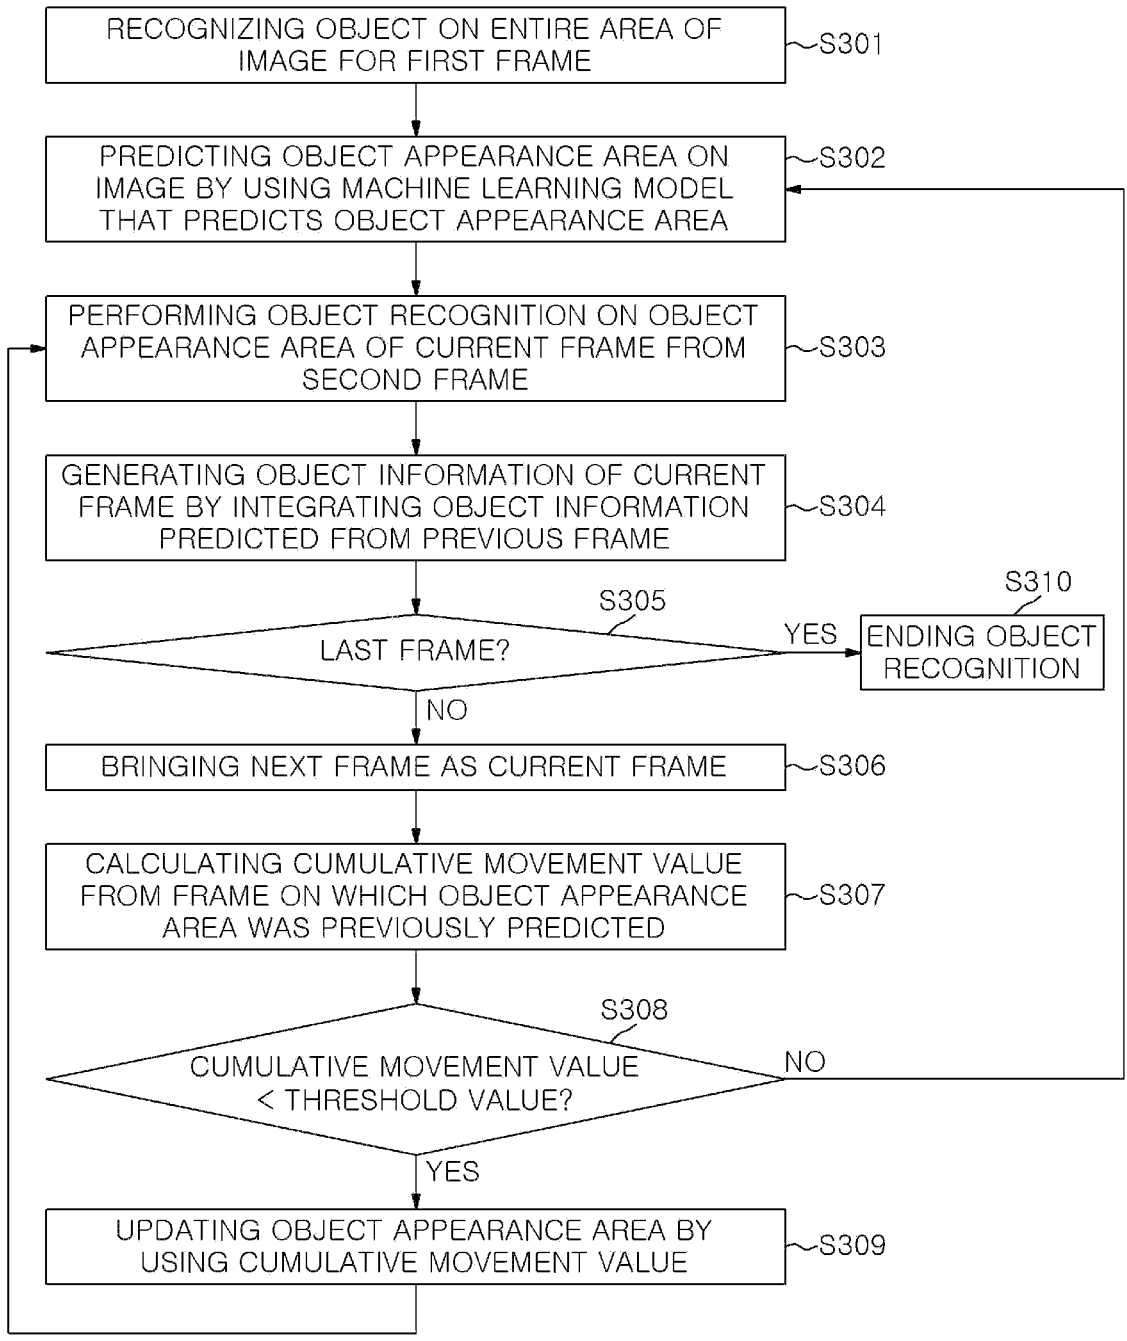 RECOGNIZING OBJECT ON ENTIRE AREA OF
IMAGE FOR FIRST FRAME
S301
PREDICTING OBJECT APPEARANCE AREA ON
IMAGE BY USING MACHINE LEARNING MODEL
THAT PREDICTS OBJECT APPEARANCE AREA
S302
PERFORMING OBJECT RECOGNITION ON OBJECT
APPEARANCE AREA OF CURRENT FRAME FROM
SECOND FRAME
S303
GENERATING OBJECT INFORMATION OF CURRENT
FRAME BY INTEGRATING OBJECT INFORMATION
PREDICTED FROM PREVIOUS FRAME
S304
S305
LAST FRAME?
YES
S310
ENDING OBJECT
RECOGNITION
NO
BRINGING NEXT FRAME AS CURRENT FRAME
S306
CALCULATING CUMULATIVE MOVEMENT VALUE
FROM FRAME ON WHICH OBJECT APPEARANCE
AREA WAS PREVIOUSLY PREDICTED
S307
S308
CUMULATIVE MOVEMENT VALUE
< THRESHOLD VALUE?
NO
YES
UPDATING OBJECT APPEARANCE AREA BY
USING CUMULATIVE MOVEMENT VALUE
S309